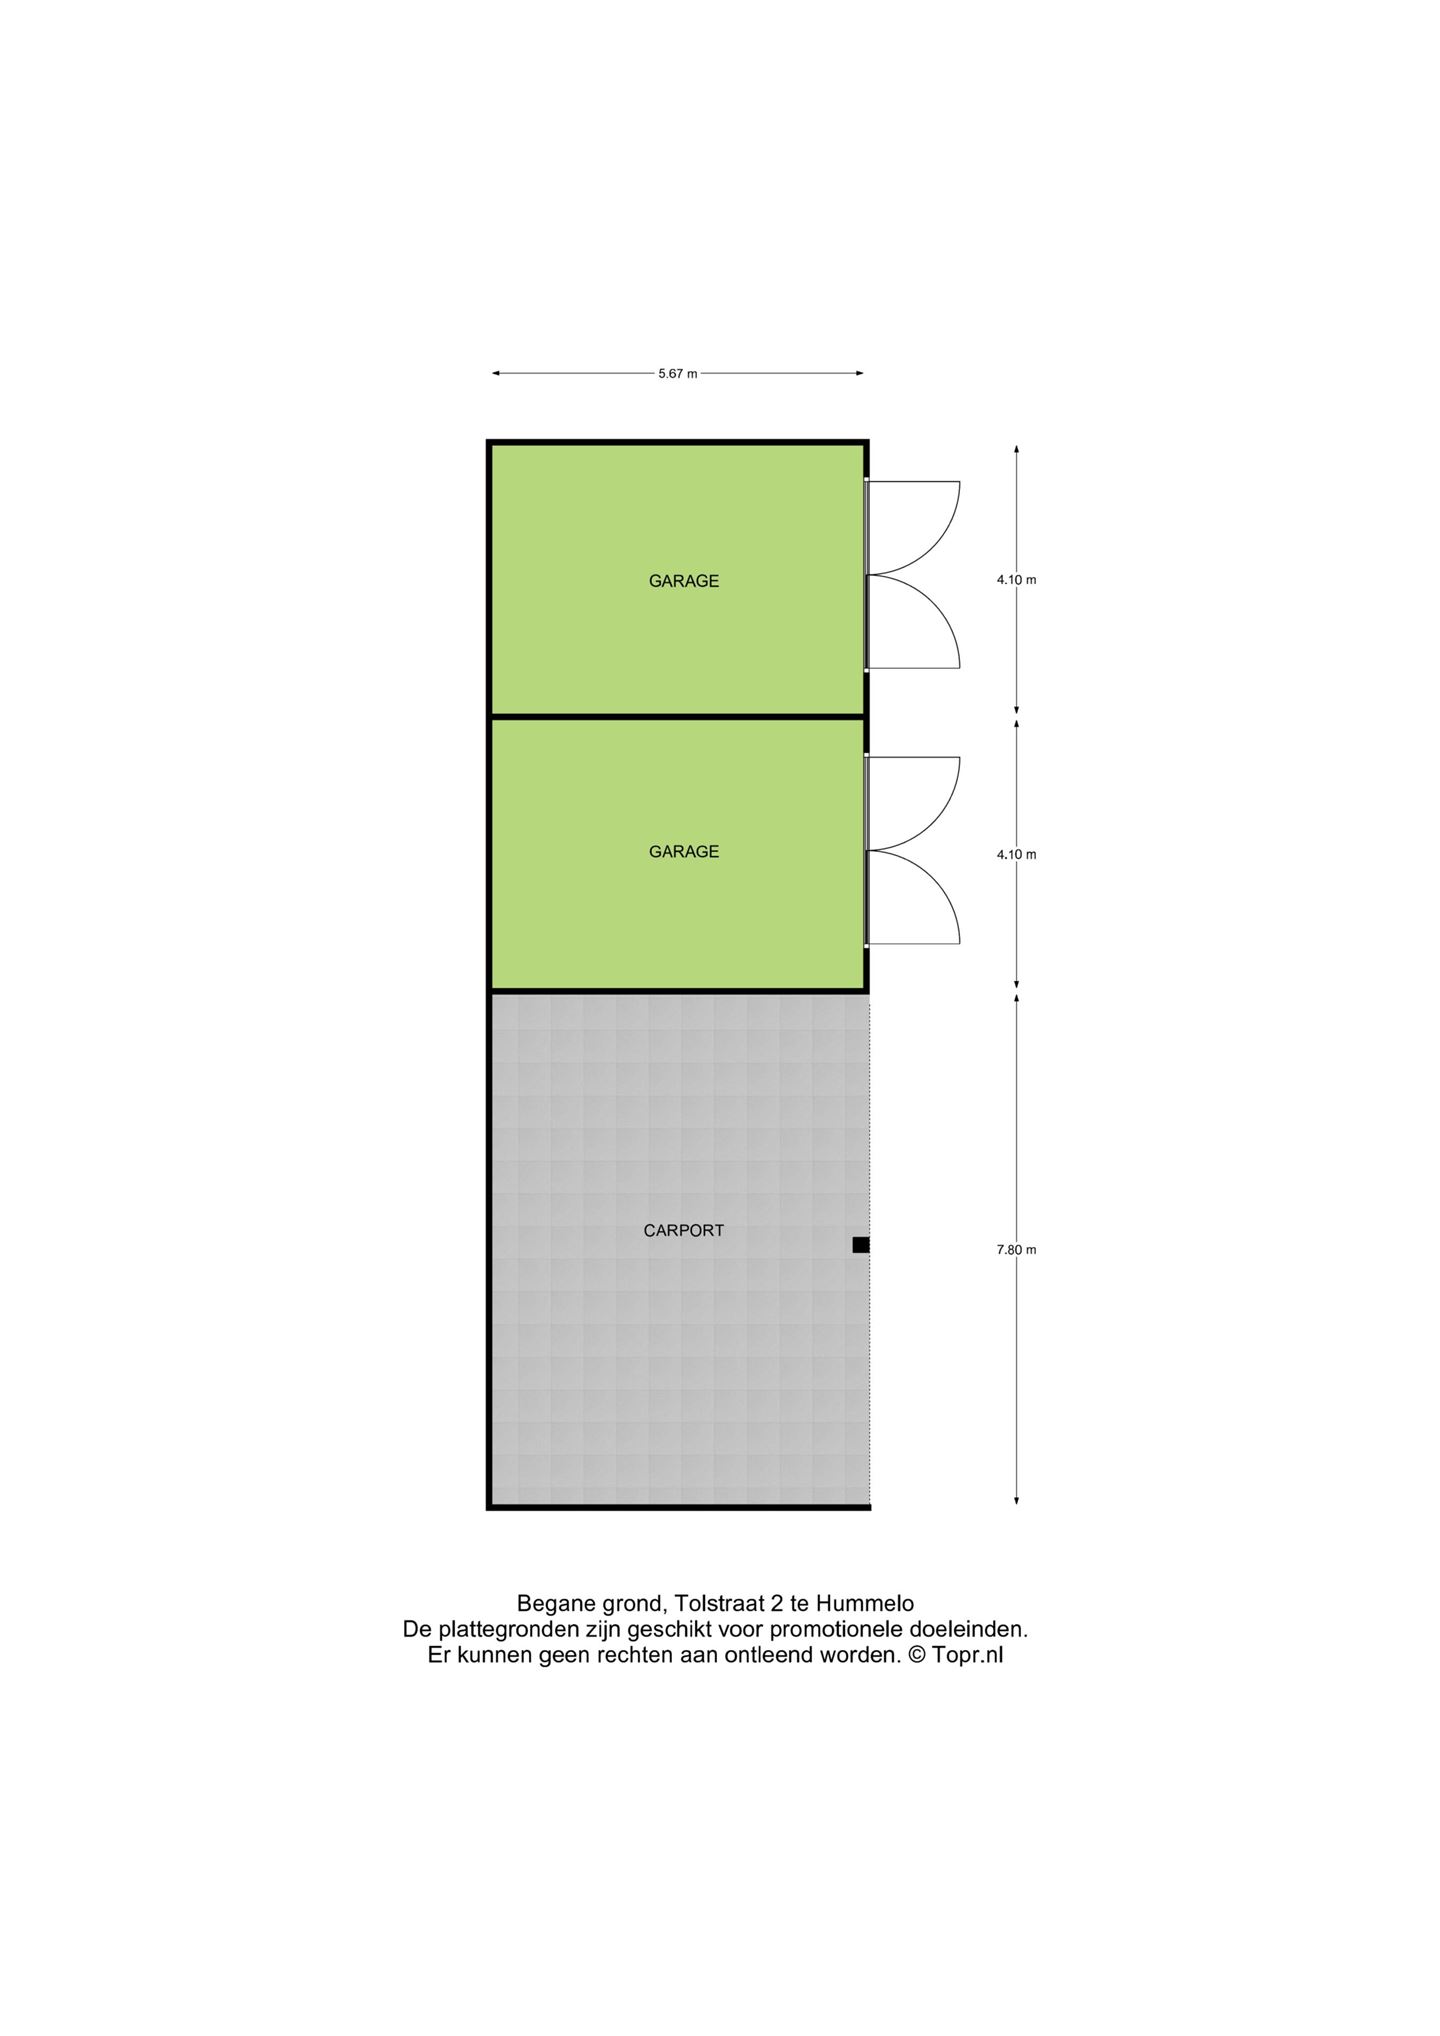 5.67 m
GARAGE
4.10 m
GARAGE
4.10 m
CARPORT
7.80 m
Begane grond, Tolstraat 2 te Hummelo
De plattegronden zijn geschikt voor promotionele doeleinden.
Er kunnen geen rechten aan ontleend worden. © Topr.nl